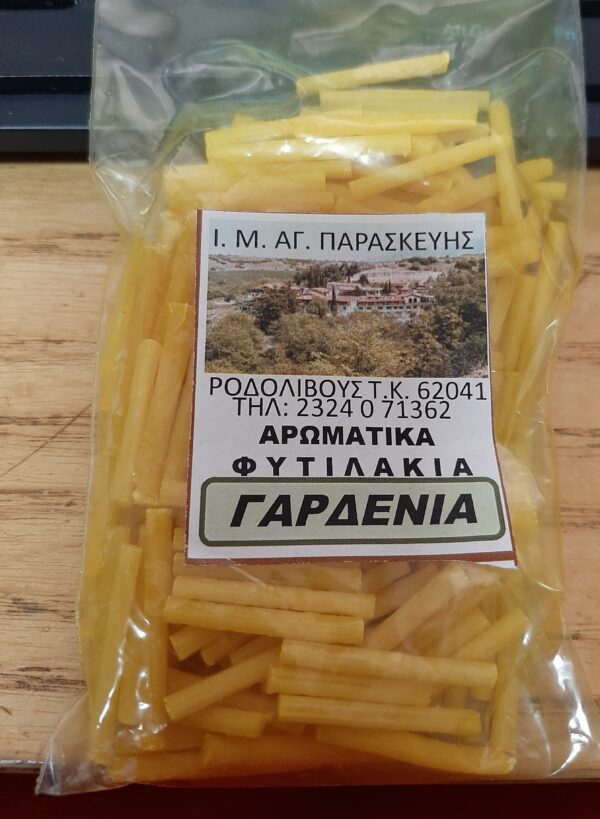 Ι. Μ. ΑΓ. ΠΑΡΑΣΚΕΥΗΣ
ΡΟΔΟΛΙΒΟΥΣ Τ.Κ. 62041
ΤΗΛ: 2324 0 71362
ΑΡΩΜΑΤΙΚΑ
ΦΥΤΙΛΑΚΙΑ
ΓΑΡΔΕΝΙΑ